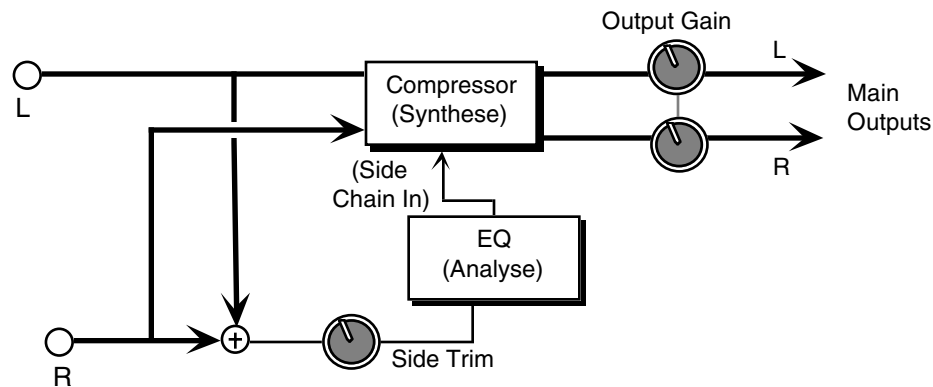 Output Gain
L
L
Compressor
(Synthese)
Main
Outputs
R
(Side
Chain In)
EQ
(Analyse)
+
Side Trim
R